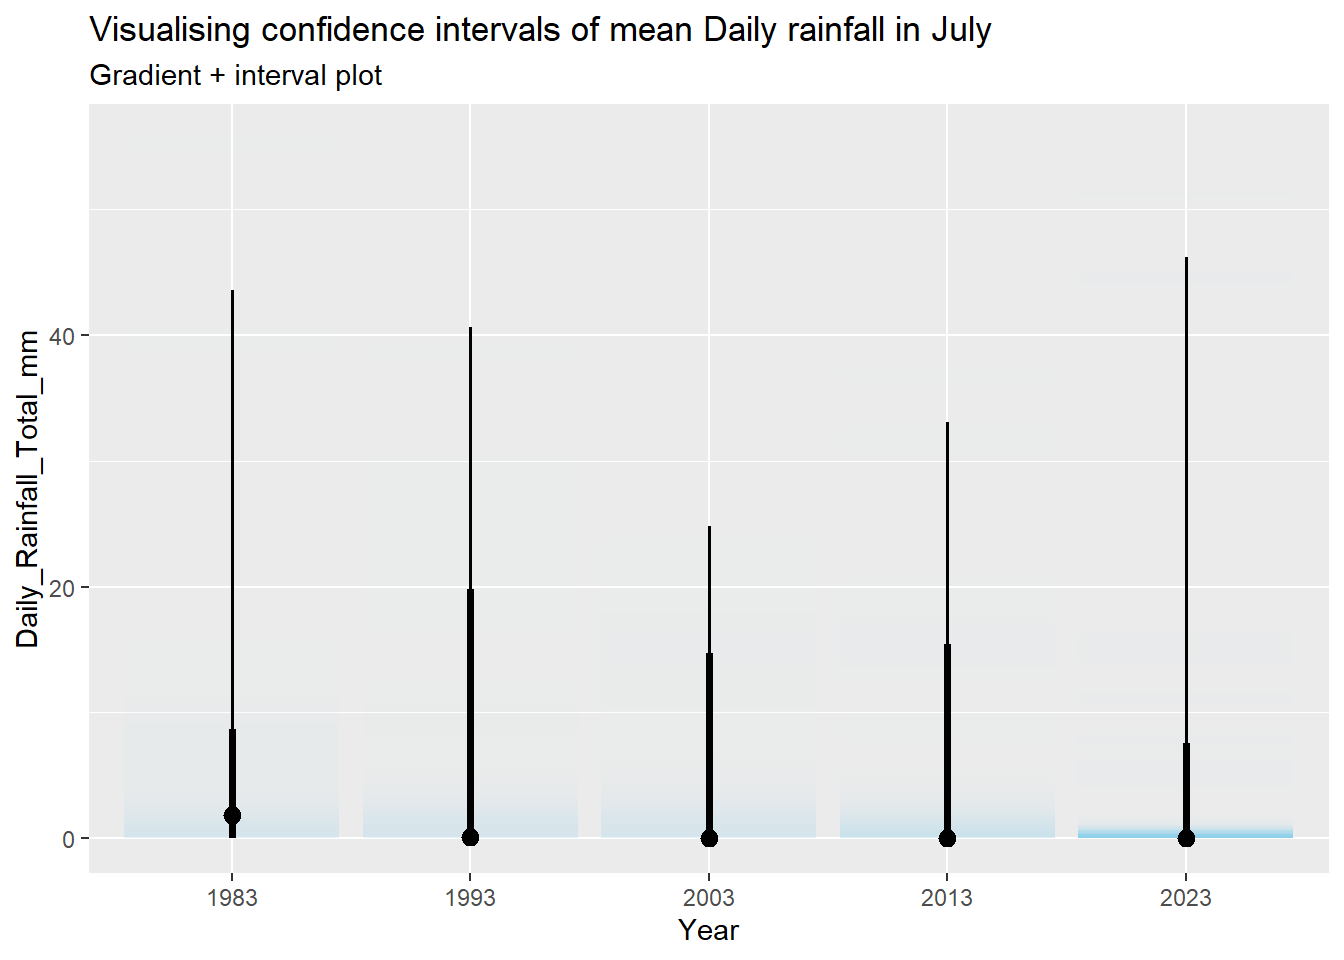 Visualising confidence intervals of mean Daily rainfall in July
Gradient + interval plot
Daily_Rainfall_Total_mm
40
20
0
1983 1993 2003 2013 2023
Year